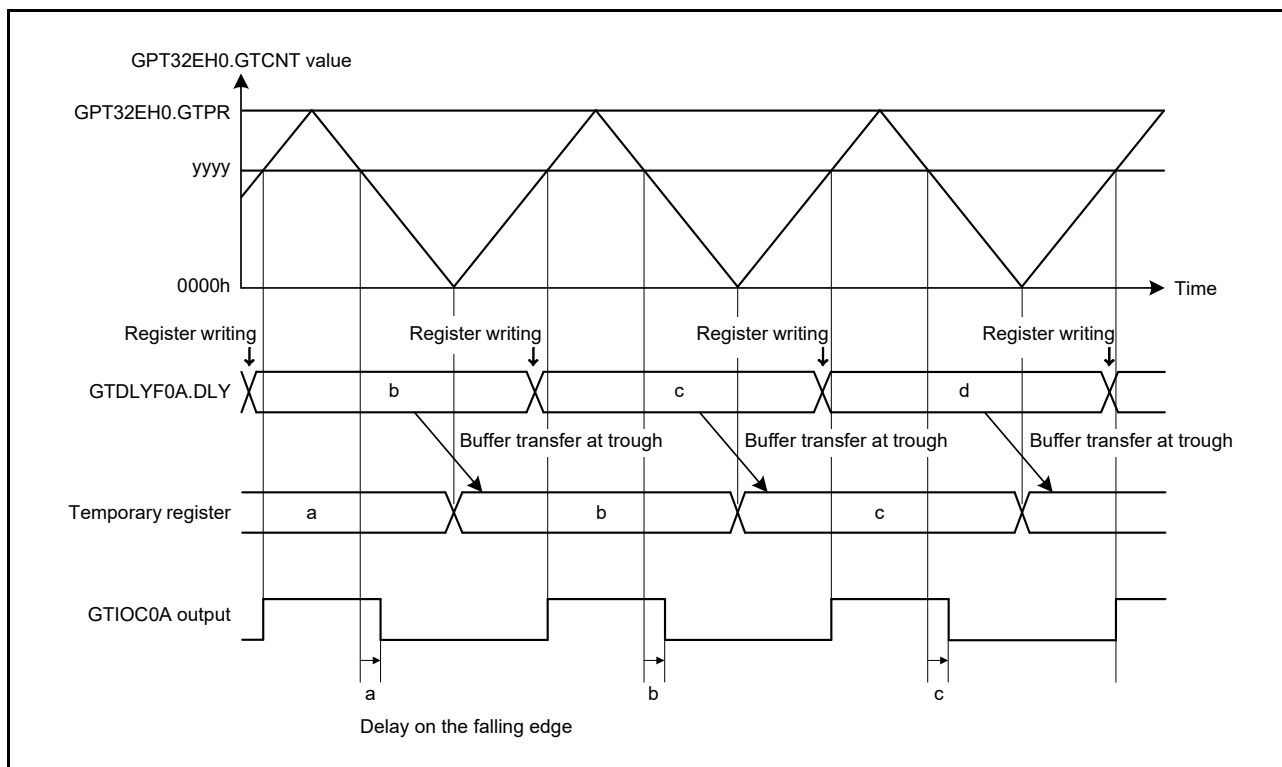 GPT32EH0.GTCNT value
GPT32EH0.GTPR
yyyy
0000h
Time
Register writing Register writing Register writing Register writing
GTDLYF0A.DLY b c d
Buffer transfer at trough Buffer transfer at trough Buffer transfer at trough
Temporary register a b c
GTIOC0A output
a b c
Delay on the falling edge